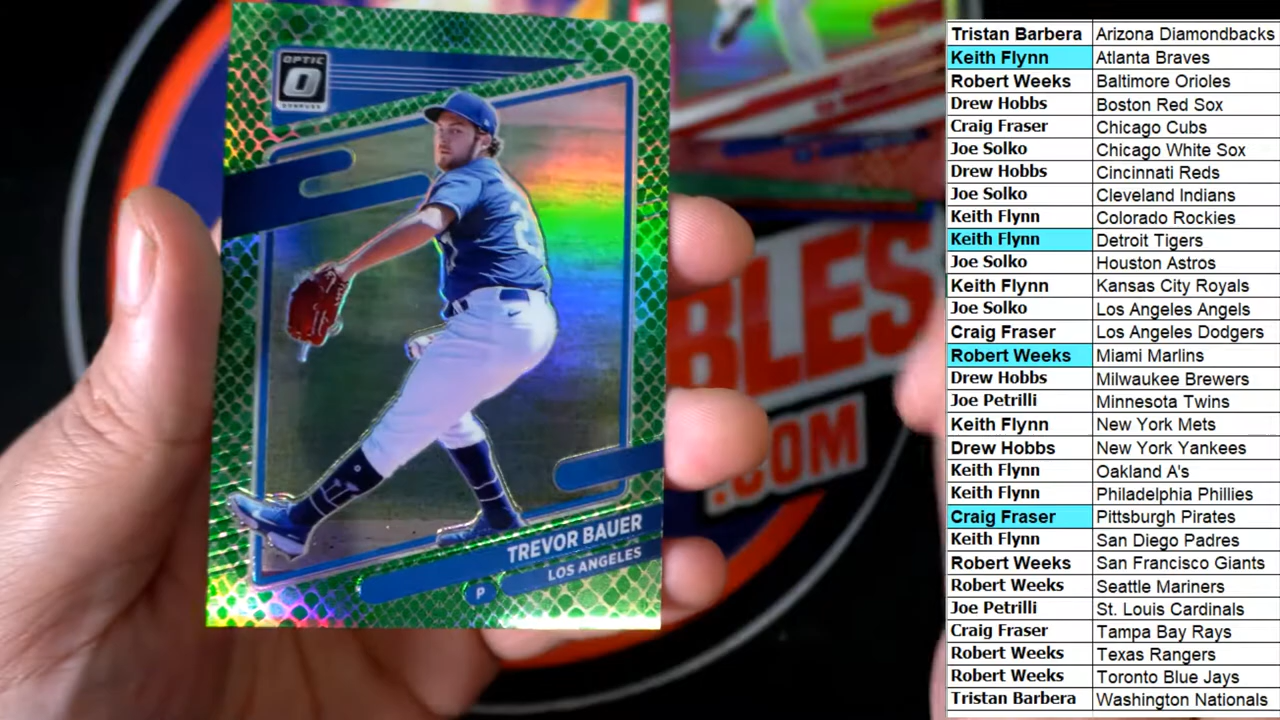 OPTIC
DONRUSS
TREVOR BAUER
LOS ANGELES
P
BLES
.COM
Tristan Barbera Arizona Diamondbacks
Keith Flynn Atlanta Braves
Robert Weeks Baltimore Orioles
Drew Hobbs Boston Red Sox
Craig Fraser Chicago Cubs
Joe Solko Chicago White Sox
Drew Hobbs Cincinnati Reds
Joe Solko Cleveland Indians
Keith Flynn Colorado Rockies
Keith Flynn Detroit Tigers
Joe Solko Houston Astros
Keith Flynn Kansas City Royals
Joe Solko Los Angeles Angels
Craig Fraser Los Angeles Dodgers
Robert Weeks Miami Marlins
Drew Hobbs Milwaukee Brewers
Joe Petrilli Minnesota Twins
Keith Flynn New York Mets
Drew Hobbs New York Yankees
Keith Flynn Oakland A's
Keith Flynn Philadelphia Phillies
Craig Fraser Pittsburgh Pirates
Keith Flynn San Diego Padres
Robert Weeks San Francisco Giants
Robert Weeks Seattle Mariners
Joe Petrilli St. Louis Cardinals
Craig Fraser Tampa Bay Rays
Robert Weeks Texas Rangers
Robert Weeks Toronto Blue Jays
Tristan Barbera Washington Nationals